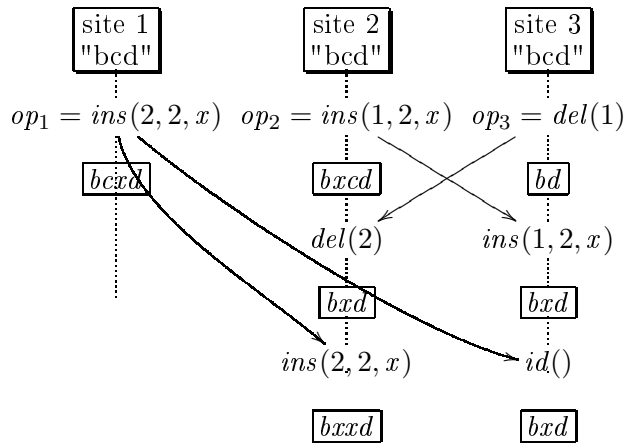 site 1 site 2 site 3
"bcd" "bcd" "bcd"
op1 = ins(2, 2, x) op2 = ins(1, 2, x) op3 = del(1)
bcxd bxcd bd
del(2) ins(1, 2, x)
bxd bxd
ins(2, 2, x) id()
bxxd bxd